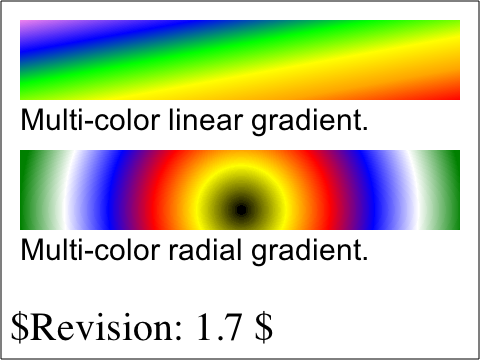 Multi-color linear gradient.
Multi-color radial gradient.
$Revision: 1.7 $